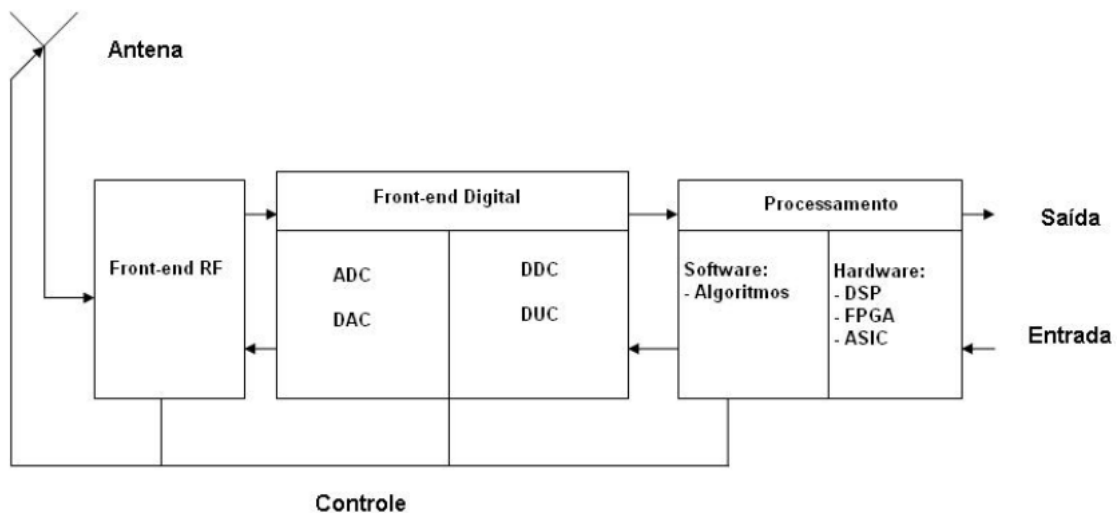 Antena
Front-end RF
Front-end Digital
ADC
DAC
DDC
DUC
Processamento
Software:
- Algoritmos
Hardware:
- DSP
- FPGA
- ASIC
Saída
Entrada
Controle